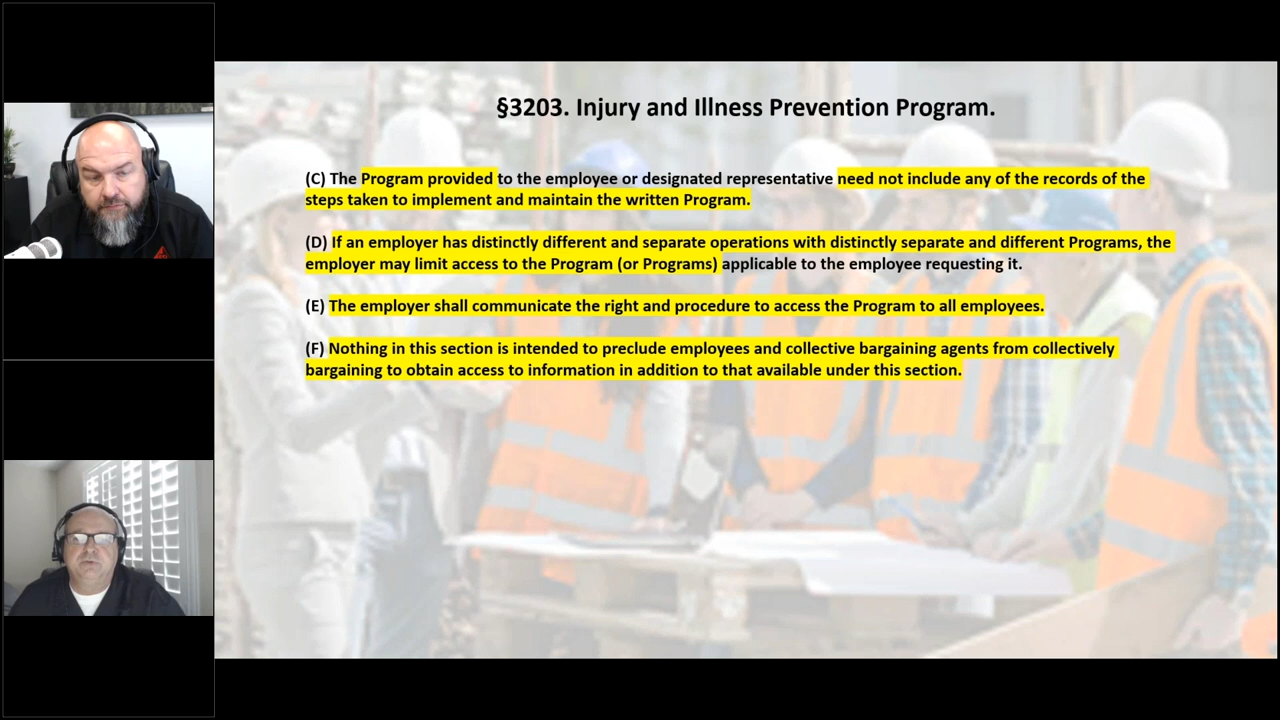 §3203. Injury and Illness Prevention Program.
(C) The Program provided to the employee or designated representative need not include any of the records of the
steps taken to implement and maintain the written Program.
(D) If an employer has distinctly different and separate operations with distinctly separate and different Programs, the
employer may limit access to the Program (or Programs) applicable to the employee requesting it.
(E) The employer shall communicate the right and procedure to access the Program to all employees.
(F) Nothing in this section is intended to preclude employees and collective bargaining agents from collectively
bargaining to obtain access to information in addition to that available under this section.